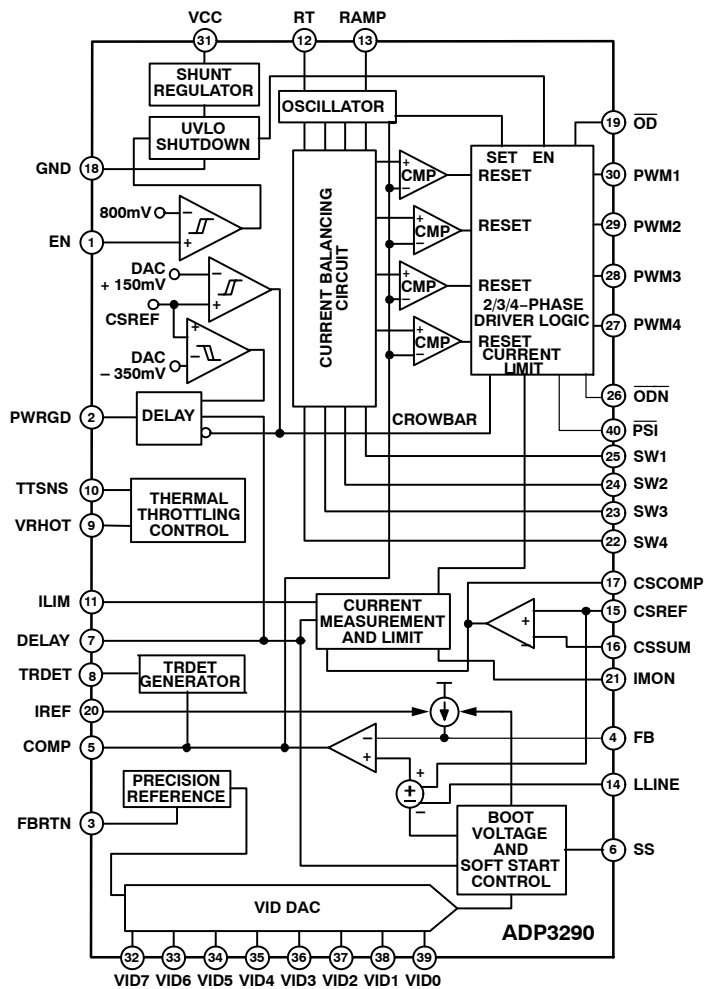 VCC RT RAMP
31 12 13
SHUNT
REGULATOR
OSCILLATOR
UVLO
SHUTDOWN
GND 18
19 OD
SET EN
+ CMP − RESET
30 PWM1
800mV −
EN 1 +
+ CMP − RESET
29 PWM2
DAC
+ 150mV −
CSREF +
CURRENT BALANCING
CIRCUIT
+ CMP − RESET
28 PWM3
2/3/4–PHASE
DRIVER LOGIC
27 PWM4
+ CMP − RESET
CURRENT
LIMIT
+
DAC
− 350mV −
26 ODN
PWRGD 2 DELAY
CROWBAR
40 PSI
25 SW1
TTSNS 10
24 SW2
THERMAL
THROTTLING
CONTROL
VRHOT 9
23 SW3
22 SW4
17 CSCOMP
ILIM 11
CURRENT
MEASUREMENT
AND LIMIT
+ 15 CSREF
DELAY 7
− 16 CSSUM
TRDET 8
TRDET
GENERATOR
21 IMON
IREF 20
COMP 5
− +
4 FB
PRECISION
REFERENCE
+ ± −
14 LLINE
FBRTN 3
BOOT
VOLTAGE
AND
SOFT START
CONTROL
6 SS
VID DAC
ADP3290
32 33 34 35 36 37 38 39
VID7 VID6 VID5 VID4 VID3 VID2 VID1 VID0